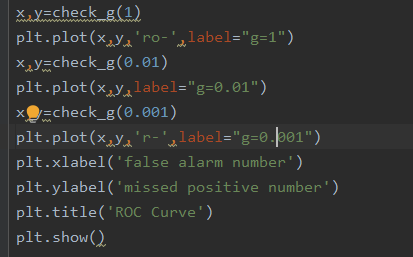 x,y=check_g(1)
plt.plot(x,y,'ro-',label="g=1")
x,y=check_g(0.01)
plt.plot(x,y,label="g=0.01")
x,y=check_g(0.001)
plt.plot(x,y,'r-',label="g=0.001")
plt.xlabel('false alarm number')
plt.ylabel('missed positive number')
plt.title('ROC Curve')
plt.show()